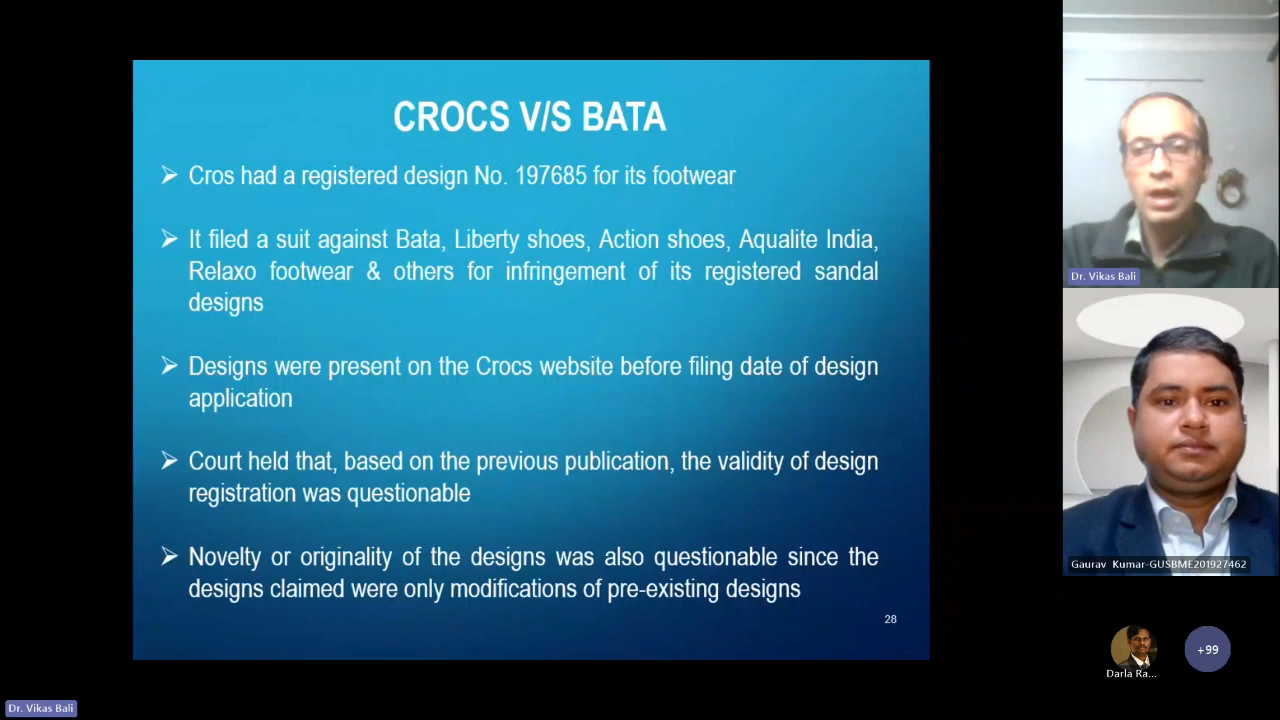 CROCS V/S BATA
➢ Cros had a registered design No. 197685 for its footwear
➢ It filed a suit against Bata, Liberty shoes, Action shoes, Aqualite India,
Relaxo footwear & others for infringement of its registered sandal
designs
➢ Designs were present on the Crocs website before filing date of design
application
➢ Court held that, based on the previous publication, the validity of design
registration was questionable
➢ Novelty or originality of the designs was also questionable since the
designs claimed were only modifications of pre-existing designs
28
Dr. Vikas Bali
Gaurav Kumar-GUSBME201927462
Darla Ra...
+99
Dr. Vikas Bali